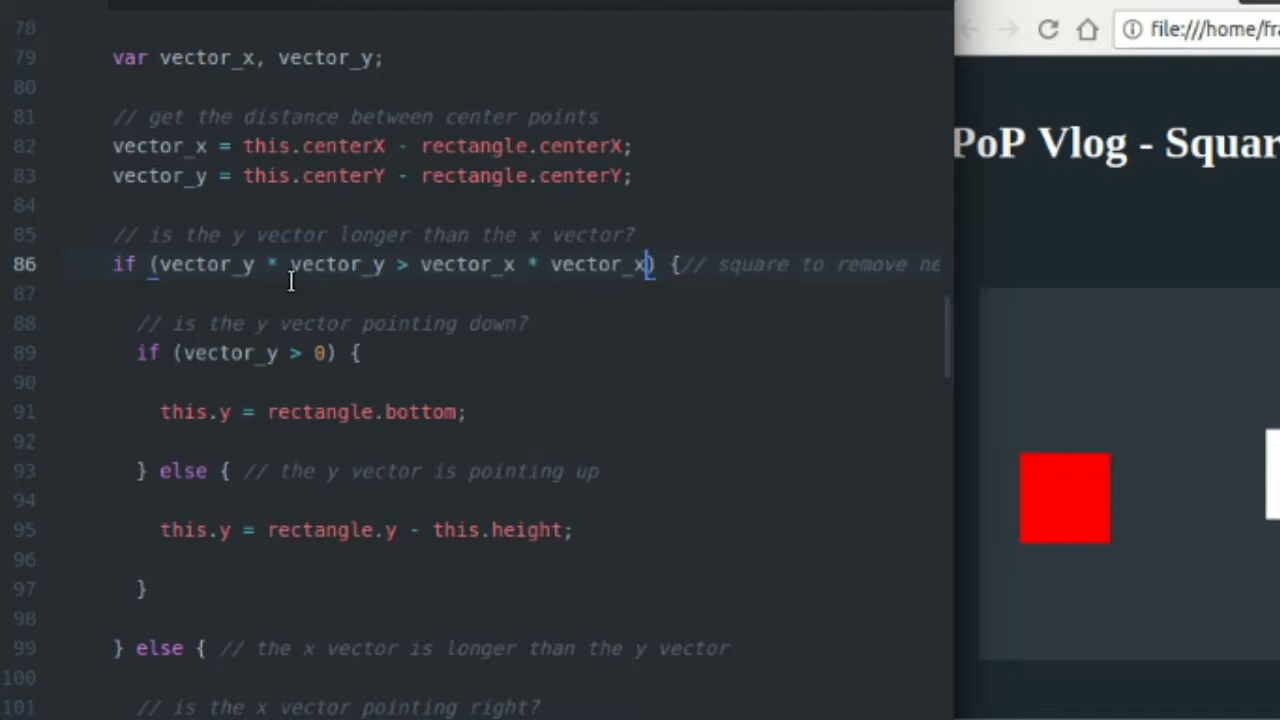 78
79 var vector_x, vector_y;
80
81 // get the distance between center points
82 vector_x = this.centerX - rectangle.centerX;
83 vector_y = this.centerY - rectangle.centerY;
84
85 // is the y vector longer than the x vector?
86 if (vector_y * vector_y > vector_x * vector_x) {// square to remove ne
87
88 // is the y vector pointing down?
89 if (vector_y > 0) {
90
91 this.y = rectangle.bottom;
92
93 } else { // the y vector is pointing up
94
95 this.y = rectangle.y - this.height;
96
97 }
98
99 } else { // the x vector is longer than the y vector
100
101 // is the x vector pointing right?
file:///home/fra
PoP Vlog - Squar